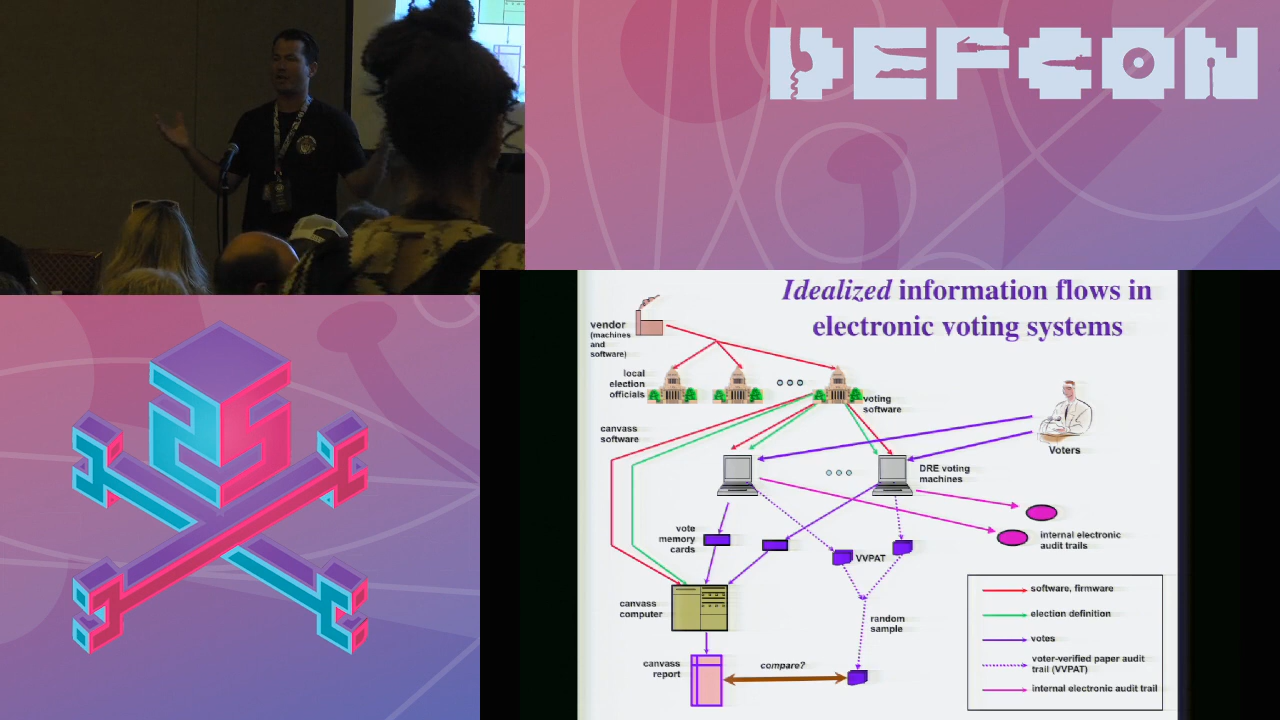 DEFCON
Idealized information flows in
electronic voting systems
vendor
(machines
and
software)
local
election
officials
voting
software
canvass
software
Voters
DRE voting
machines
vote
memory
cards
VVPAT
internal electronic
audit trails
canvass
computer
random
sample
canvass
report
compare?
software, firmware
election definition
votes
voter-verified paper audit
trail (VVPAT)
internal electronic audit trail